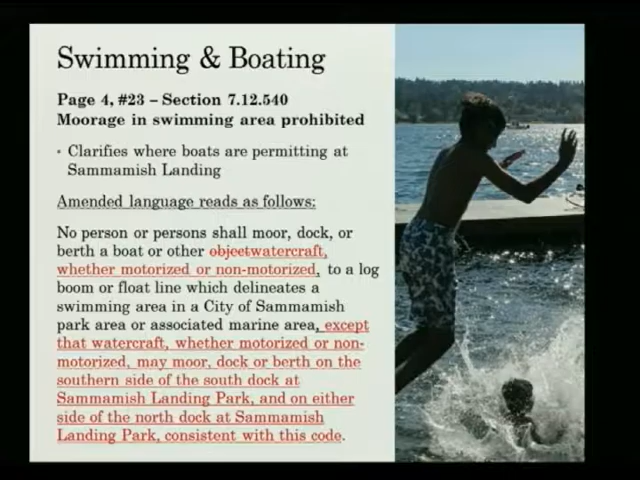 Swimming & Boating
Page 4, #23 – Section 7.12.540
Moorage in swimming area prohibited
• Clarifies where boats are permitting at
Sammamish Landing
Amended language reads as follows:
No person or persons shall moor, dock, or
berth a boat or other objectwatercraft,
whether motorized or non-motorized, to a log
boom or float line which delineates a
swimming area in a City of Sammamish
park area or associated marine area, except
that watercraft, whether motorized or non-
motorized, may moor, dock or berth on the
southern side of the south dock at
Sammamish Landing Park, and on either
side of the north dock at Sammamish
Landing Park, consistent with this code.